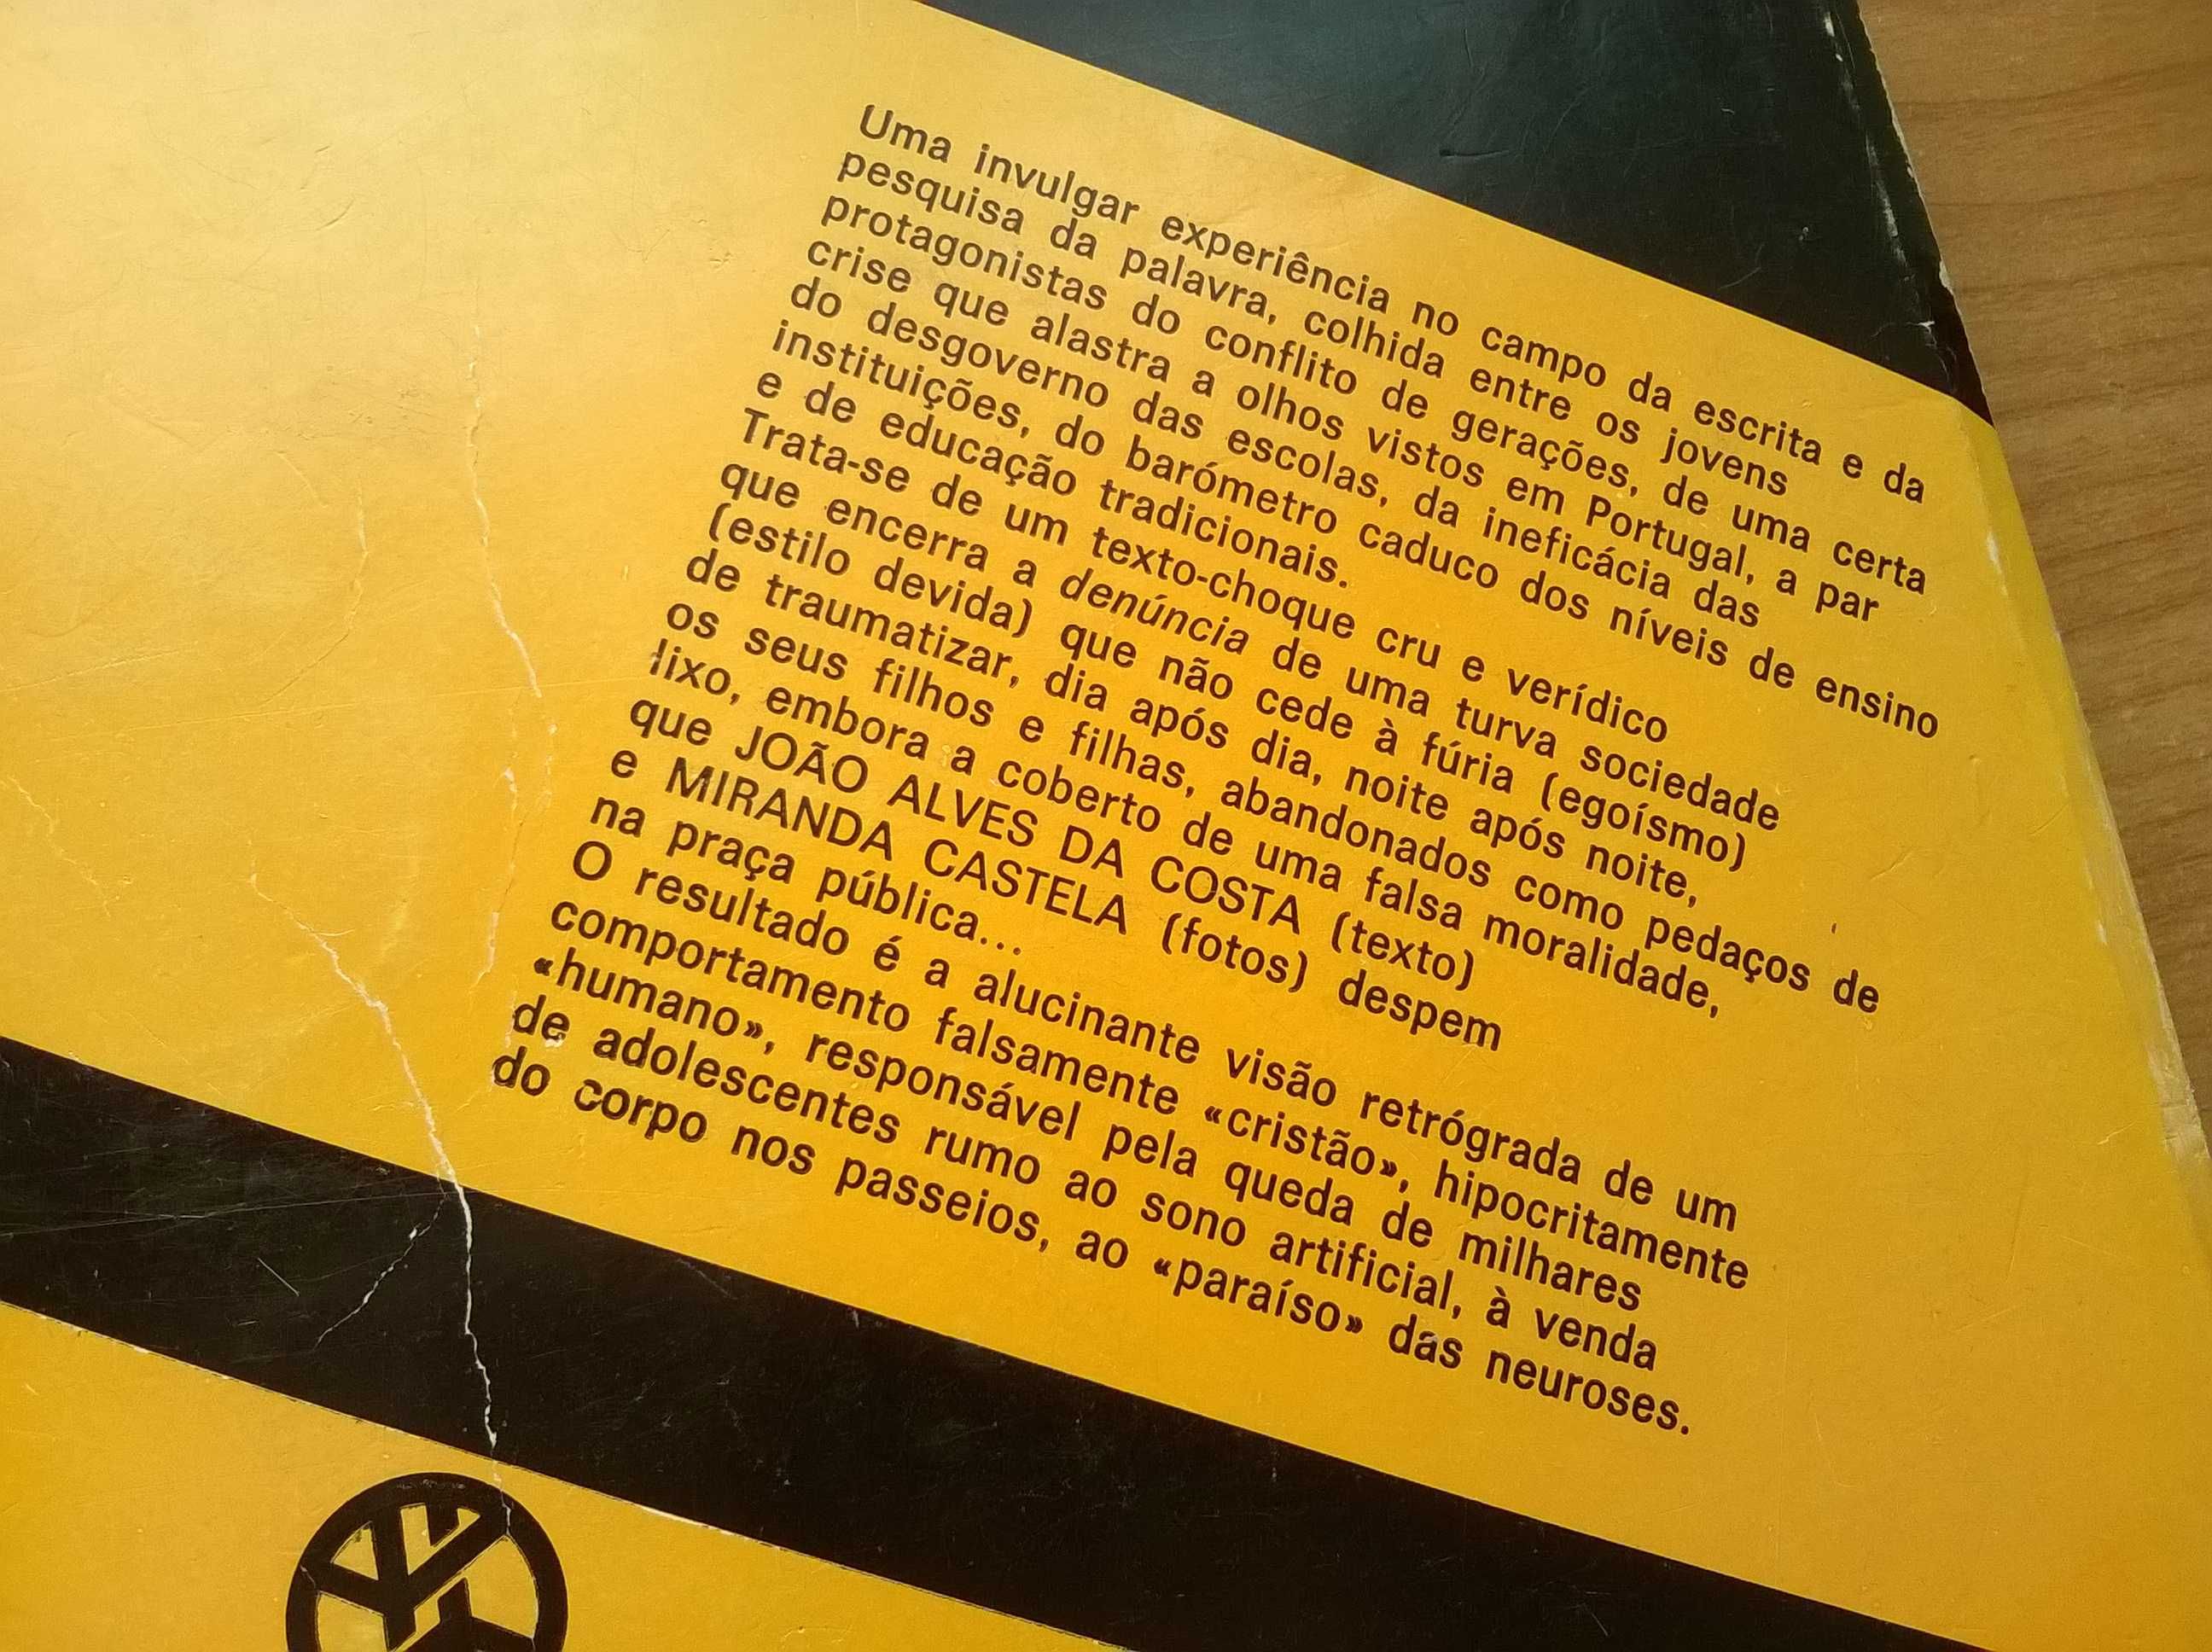 Uma invulgar experiência no campo da escrita e da
pesquisa da palavra, colhida entre os jovens
protagonistas do conflito de gerações, de uma certa
crise que alastra a olhos vistos em Portugal, a par
do desgoverno das escolas, da ineficácia das
instituições, do barómetro caduco dos níveis de ensino
e de educação tradicionais.
Trata-se de um texto-choque cru e verídico
que encerra a denúncia de uma turva sociedade
(estilo devida) que não cede à fúria (egoísmo)
de traumatizar, dia após dia, noite após noite,
os seus filhos e filhas, abandonados como pedaços de
lixo, embora a coberto de uma falsa moralidade,
que JOÃO ALVES DA COSTA (texto)
e MIRANDA CASTELA (fotos) despem
na praça pública...
O resultado é a alucinante visão retrógrada de um
comportamento falsamente «cristão», hipocritamente
«humano», responsável pela queda de milhares
de adolescentes rumo ao sono artificial, à venda
do corpo nos passeios, ao «paraíso» das neuroses.